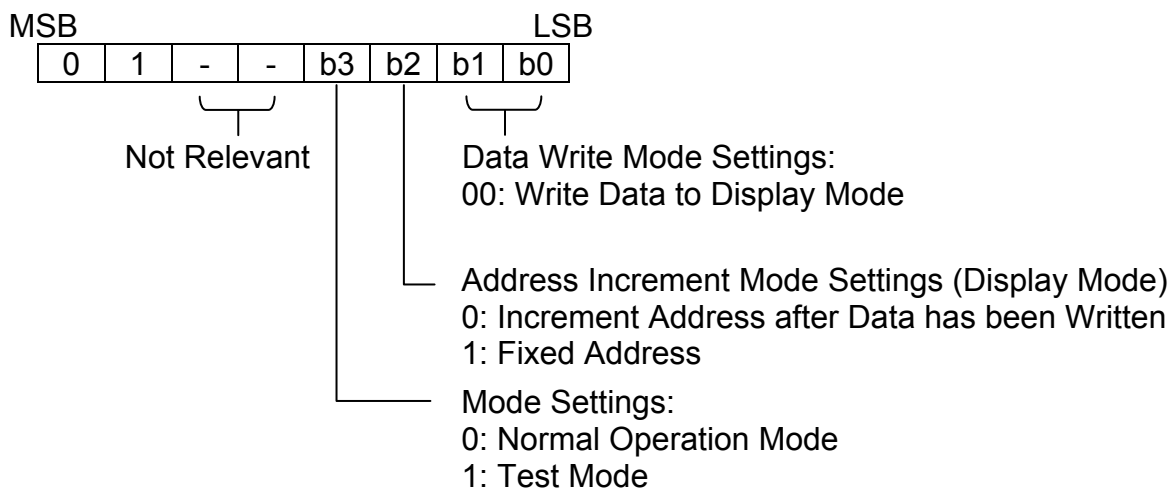 MSB LSB
0 1 - - b3 b2 b1 b0
Not Relevant
Data Write Mode Settings:
00: Write Data to Display Mode
Address Increment Mode Settings (Display Mode)
0: Increment Address after Data has been Written
1: Fixed Address
Mode Settings:
0: Normal Operation Mode
1: Test Mode